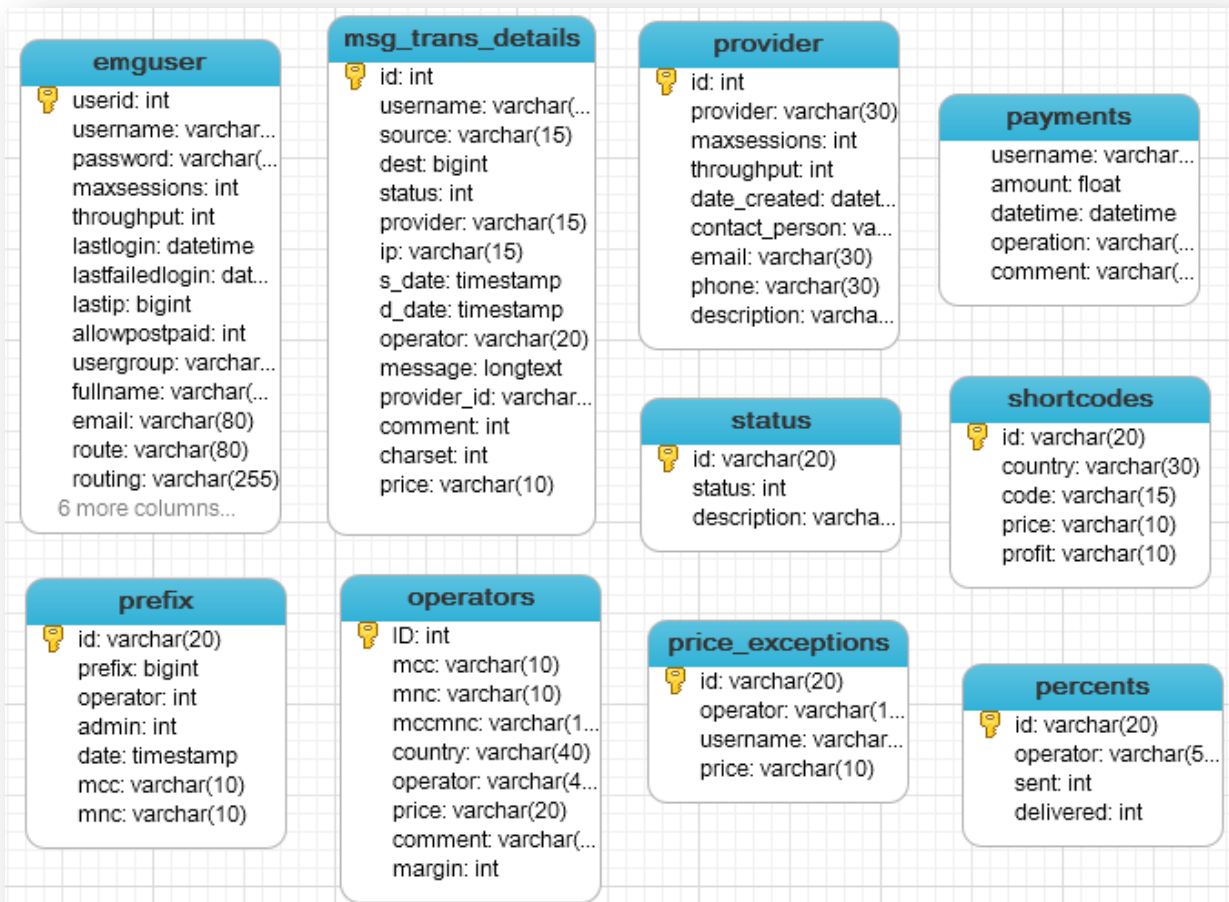 emguser
userid: int
username: varchar...
password: varchar(...
maxsessions: int
throughput: int
lastlogin: datetime
lastfailedlogin: dat...
lastip: bigint
allowpostpaid: int
usergroup: varchar...
fullname: varchar(...
email: varchar(80)
route: varchar(80)
routing: varchar(255)
6 more columns...
msg_trans_details
id: int
username: varchar(...
source: varchar(15)
dest: bigint
status: int
provider: varchar(15)
ip: varchar(15)
s_date: timestamp
d_date: timestamp
operator: varchar(20)
message: longtext
provider_id: varchar...
comment: int
charset: int
price: varchar(10)
provider
id: int
provider: varchar(30)
maxsessions: int
throughput: int
date_created: datet...
contact_person: va...
email: varchar(30)
phone: varchar(30)
description: varcha...
payments
username: varchar...
amount: float
datetime: datetime
operation: varchar(...
comment: varchar(...
status
id: varchar(20)
status: int
description: varcha...
shortcodes
id: varchar(20)
country: varchar(30)
code: varchar(15)
price: varchar(10)
profit: varchar(10)
prefix
id: varchar(20)
prefix: bigint
operator: int
admin: int
date: timestamp
mcc: varchar(10)
mnc: varchar(10)
operators
ID: int
mcc: varchar(10)
mnc: varchar(10)
mccmnc: varchar(1...
country: varchar(40)
operator: varchar(4...
price: varchar(20)
comment: varchar(...
margin: int
price_exceptions
id: varchar(20)
operator: varchar(1...
username: varchar...
price: varchar(10)
percents
id: varchar(20)
operator: varchar(5...
sent: int
delivered: int